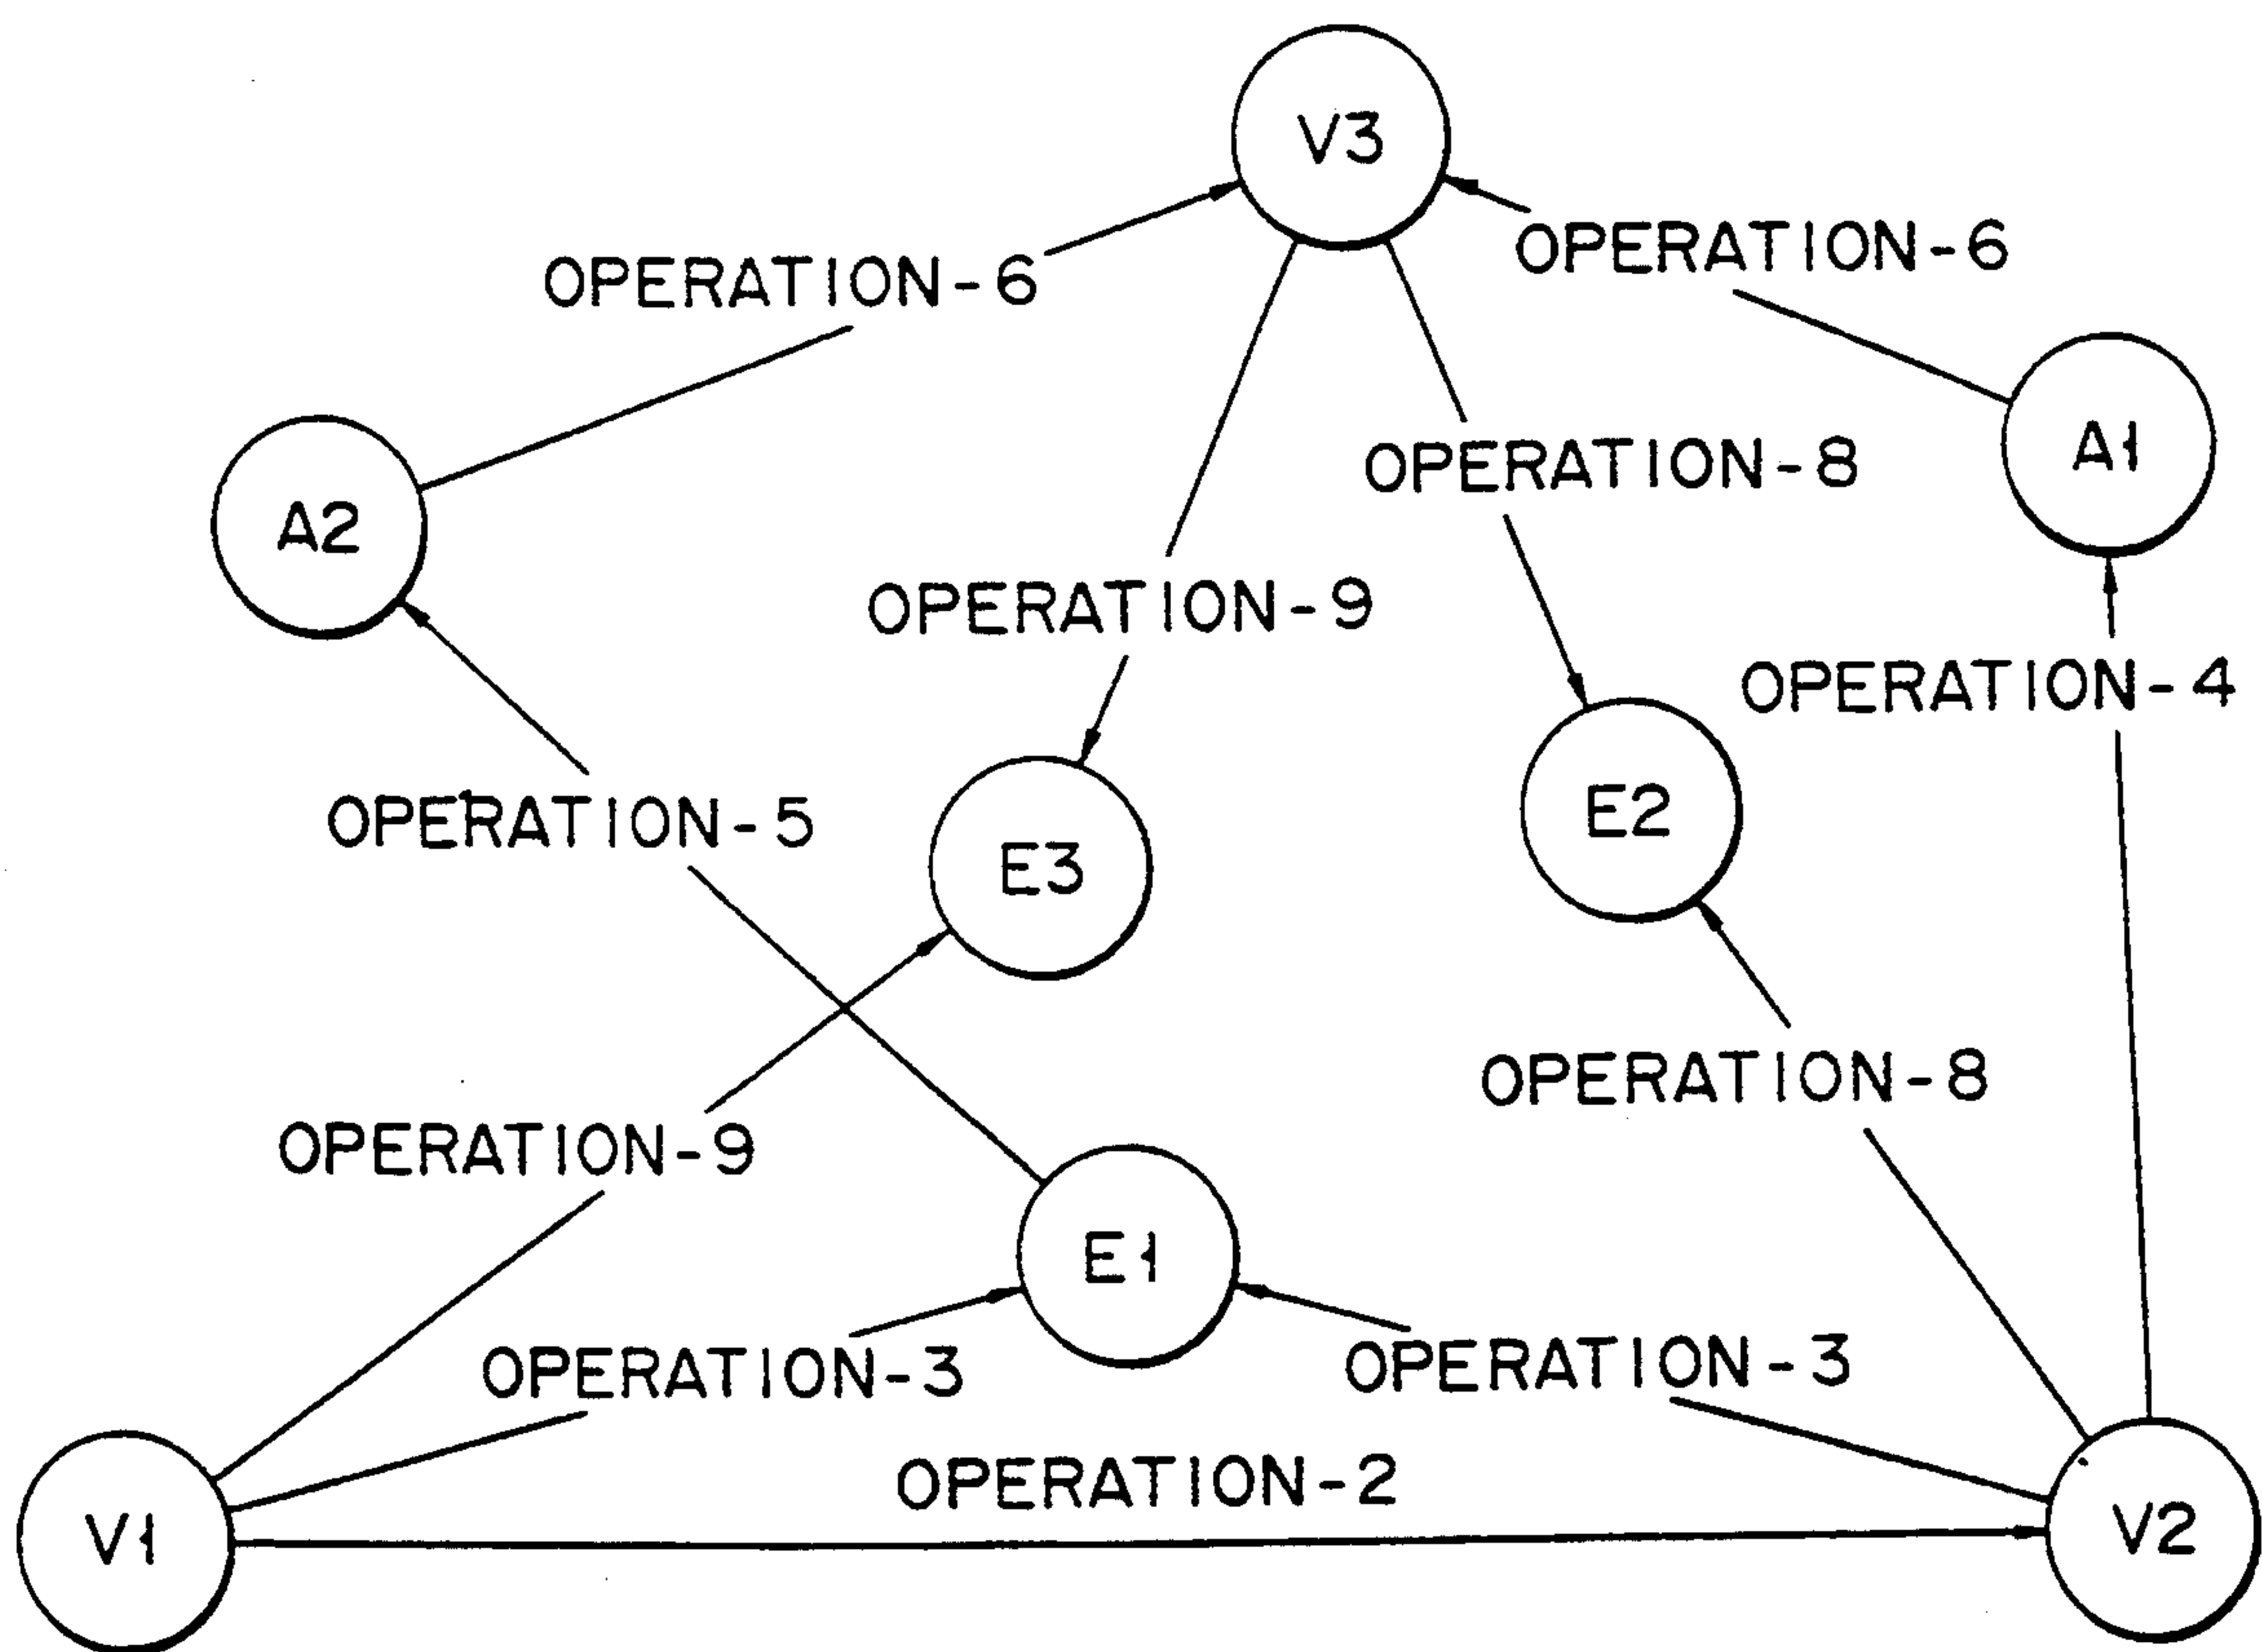 V3
OPERATION-6
OPERATION-6
A1
OPERATION-8
A2
OPERATION-9
OPERATION-4
E2
OPERATION-5
E3
OPERATION-8
OPERATION-9
E1
OPERATION-3
OPERATION-3
OPERATION-2
V1
V2